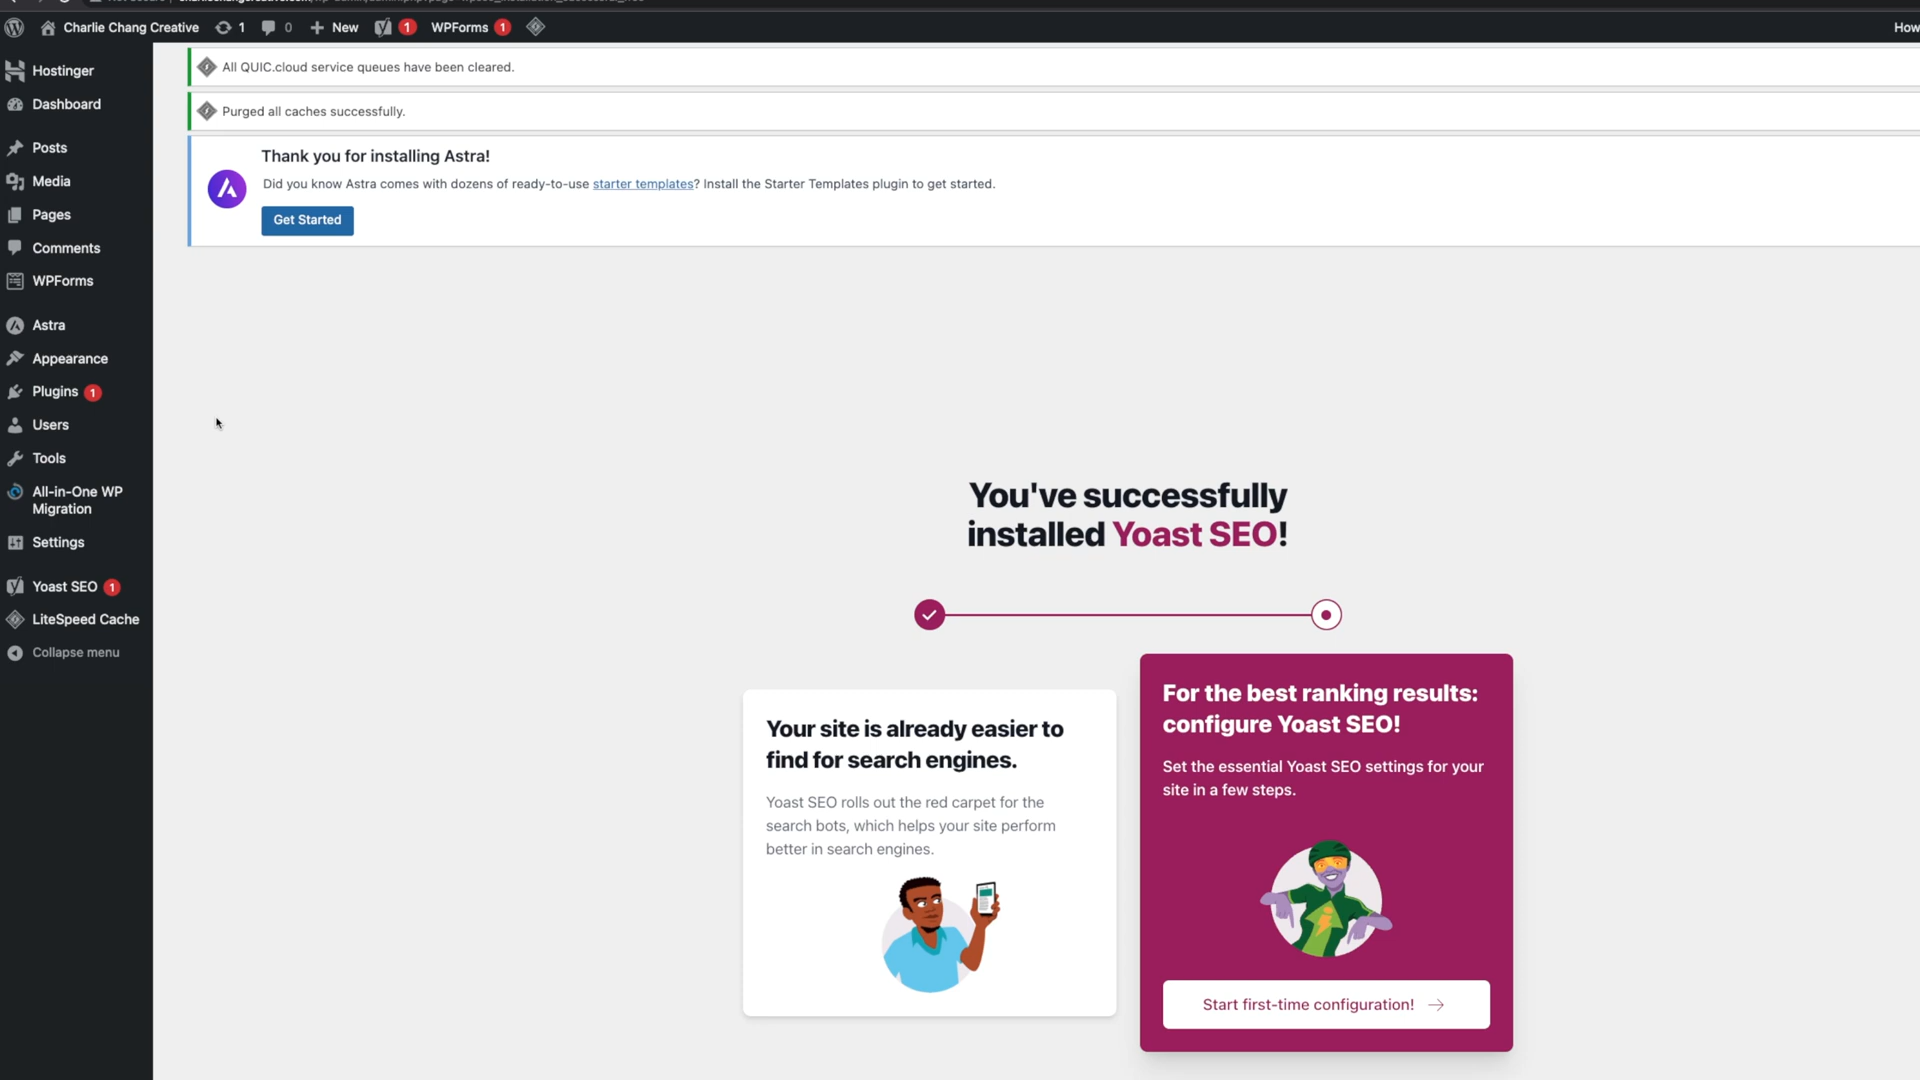 Charlie Chang Creative 1 0 New 1 WPForms 1 How
Hostinger
Dashboard
Posts
Media
Pages
Comments
WPForms
Astra
Appearance
Plugins 1
Users
Tools
All-in-One WP
Migration
Settings
Yoast SEO 1
LiteSpeed Cache
Collapse menu
All QUIC.cloud service queues have been cleared.
Purged all caches successfully.
Thank you for installing Astra!
Did you know Astra comes with dozens of ready-to-use starter templates? Install the Starter Templates plugin to get started.
Get Started
You've successfully
installed Yoast SEO!
Your site is already easier to
find for search engines.
Yoast SEO rolls out the red carpet for the
search bots, which helps your site perform
better in search engines.
For the best ranking results:
configure Yoast SEO!
Set the essential Yoast SEO settings for your
site in a few steps.
Start first-time configuration!